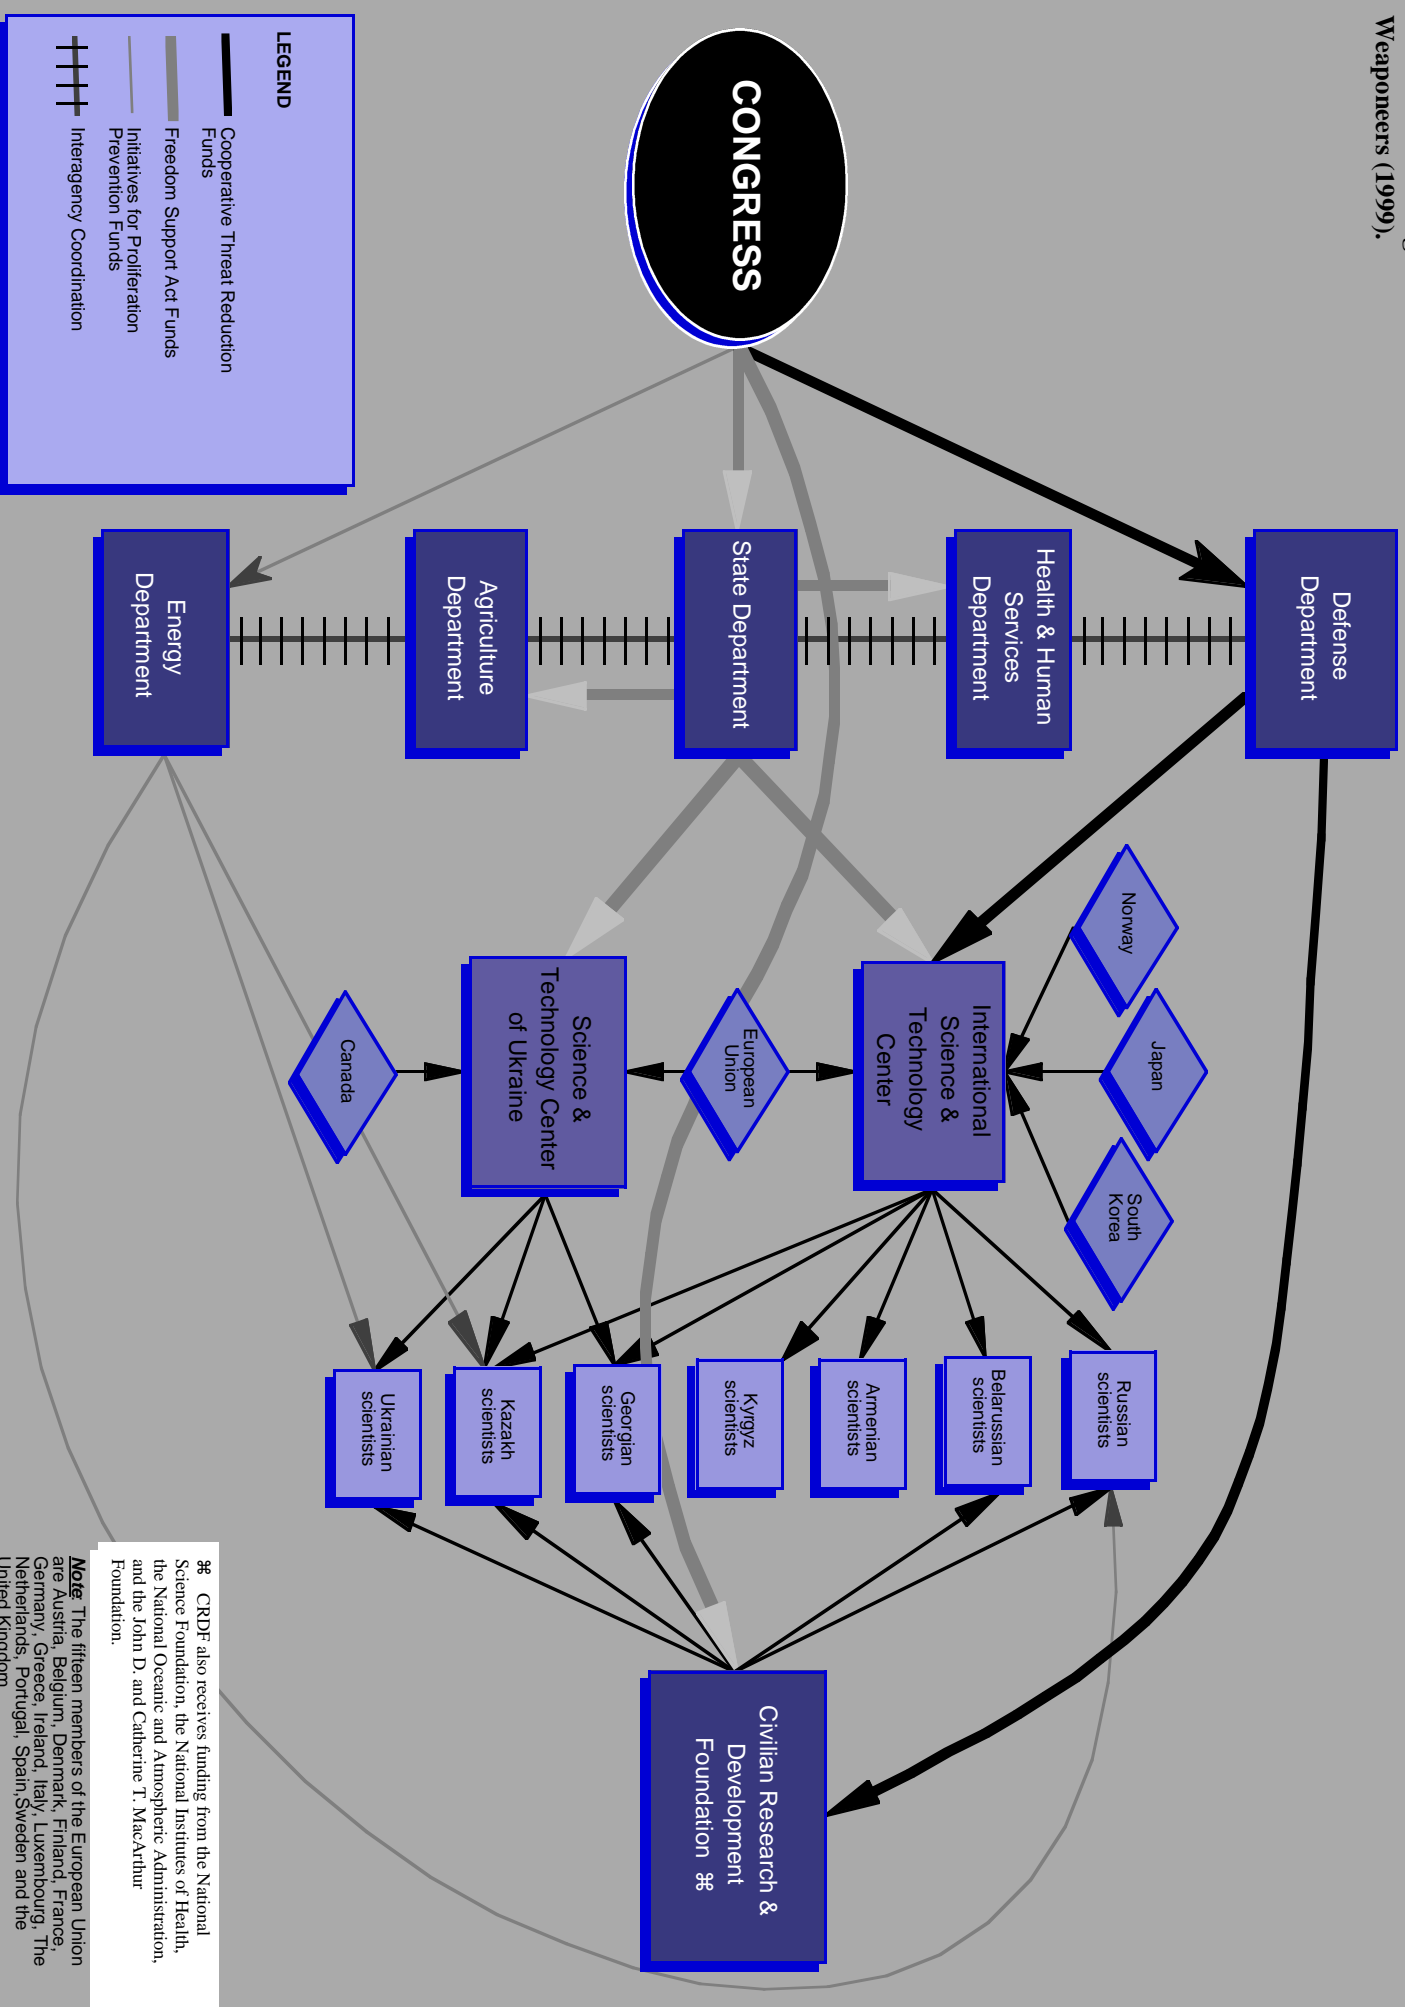 Weaponeers (1999).
CONGRESS
LEGEND
Cooperative Threat Reduction
Funds
Freedom Support Act Funds
Initiatives for Proliferation
Prevention Funds
Interagency Coordination
Defense
Department
Health & Human
Services
Department
State Department
Agriculture
Department
Energy
Department
Norway
Japan
South
Korea
International
Science &
Technology
Center
European
Union
Science &
Technology Center
of Ukraine
Canada
Russian
scientists
Belarussian
scientists
Armenian
scientists
Kyrgyz
scientists
Georgian
scientists
Kazakh
scientists
Ukrainian
scientists
Civilian Research &
Development
Foundation ⌘
⌘ CRDF also receives funding from the National
Science Foundation, the National Institutes of Health,
the National Oceanic and Atmospheric Administration,
and the John D. and Catherine T. MacArthur
Foundation.
Note: The fifteen members of the European Union
are Austria, Belgium, Denmark, Finland, France,
Germany, Greece, Ireland, Italy, Luxembourg, The
Netherlands, Portugal, Spain,Sweden and the
United Kingdom